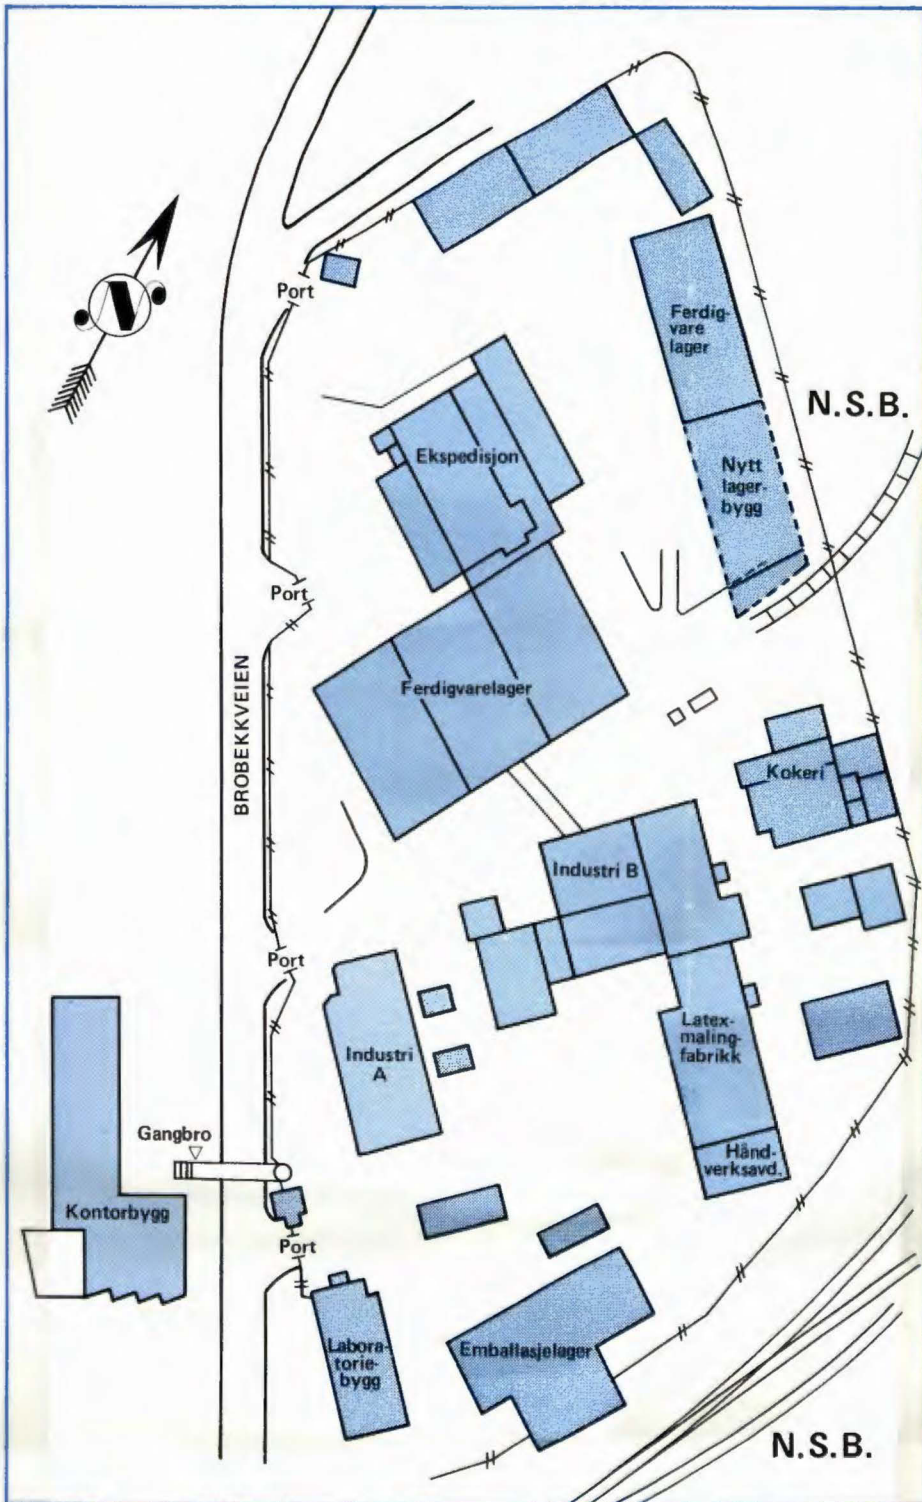 Port
Ferdig-
vare
lager
N.S.B.
Ekspedisjon
Nytt
lager-
bygg
Port
Ferdigvarelager
BROBEKKVEIEN
Kokeri
Industri B
Port
Latex-
maling-
fabrikk
Industri
A
Gangbro
Hånd-
verksavd.
Kontorbygg
Port
Labora-
torie-
bygg
Emballasjelager
N.S.B.